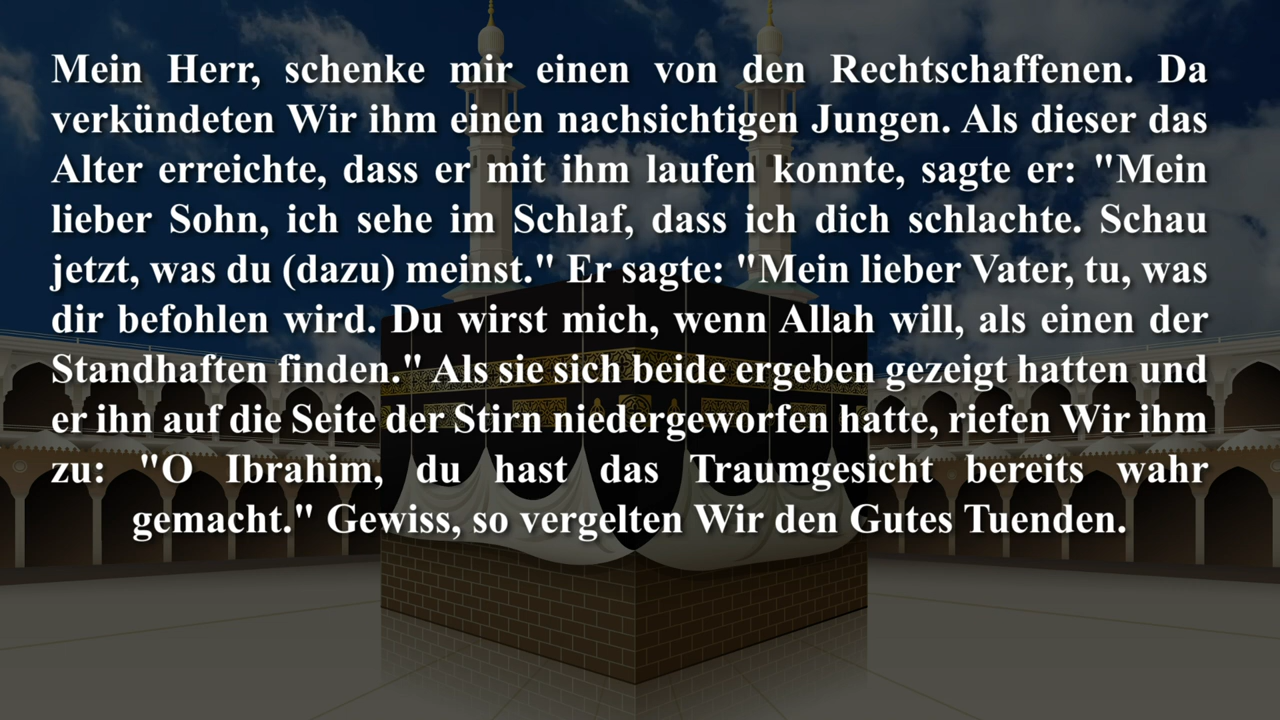 Mein Herr, schenke mir einen von den Rechtschaffenen. Da
verkündeten Wir ihm einen nachsichtigen Jungen. Als dieser das
Alter erreichte, dass er mit ihm laufen konnte, sagte er: "Mein
lieber Sohn, ich sehe im Schlaf, dass ich dich schlachte. Schau
jetzt, was du (dazu) meinst." Er sagte: "Mein lieber Vater, tu, was
dir befohlen wird. Du wirst mich, wenn Allah will, als einen der
Standhaften finden." Als sie sich beide ergeben gezeigt hatten und
er ihn auf die Seite der Stirn niedergeworfen hatte, riefen Wir ihm
zu: "O Ibrahim, du hast das Traumgesicht bereits wahr
gemacht." Gewiss, so vergelten Wir den Gutes Tuenden.